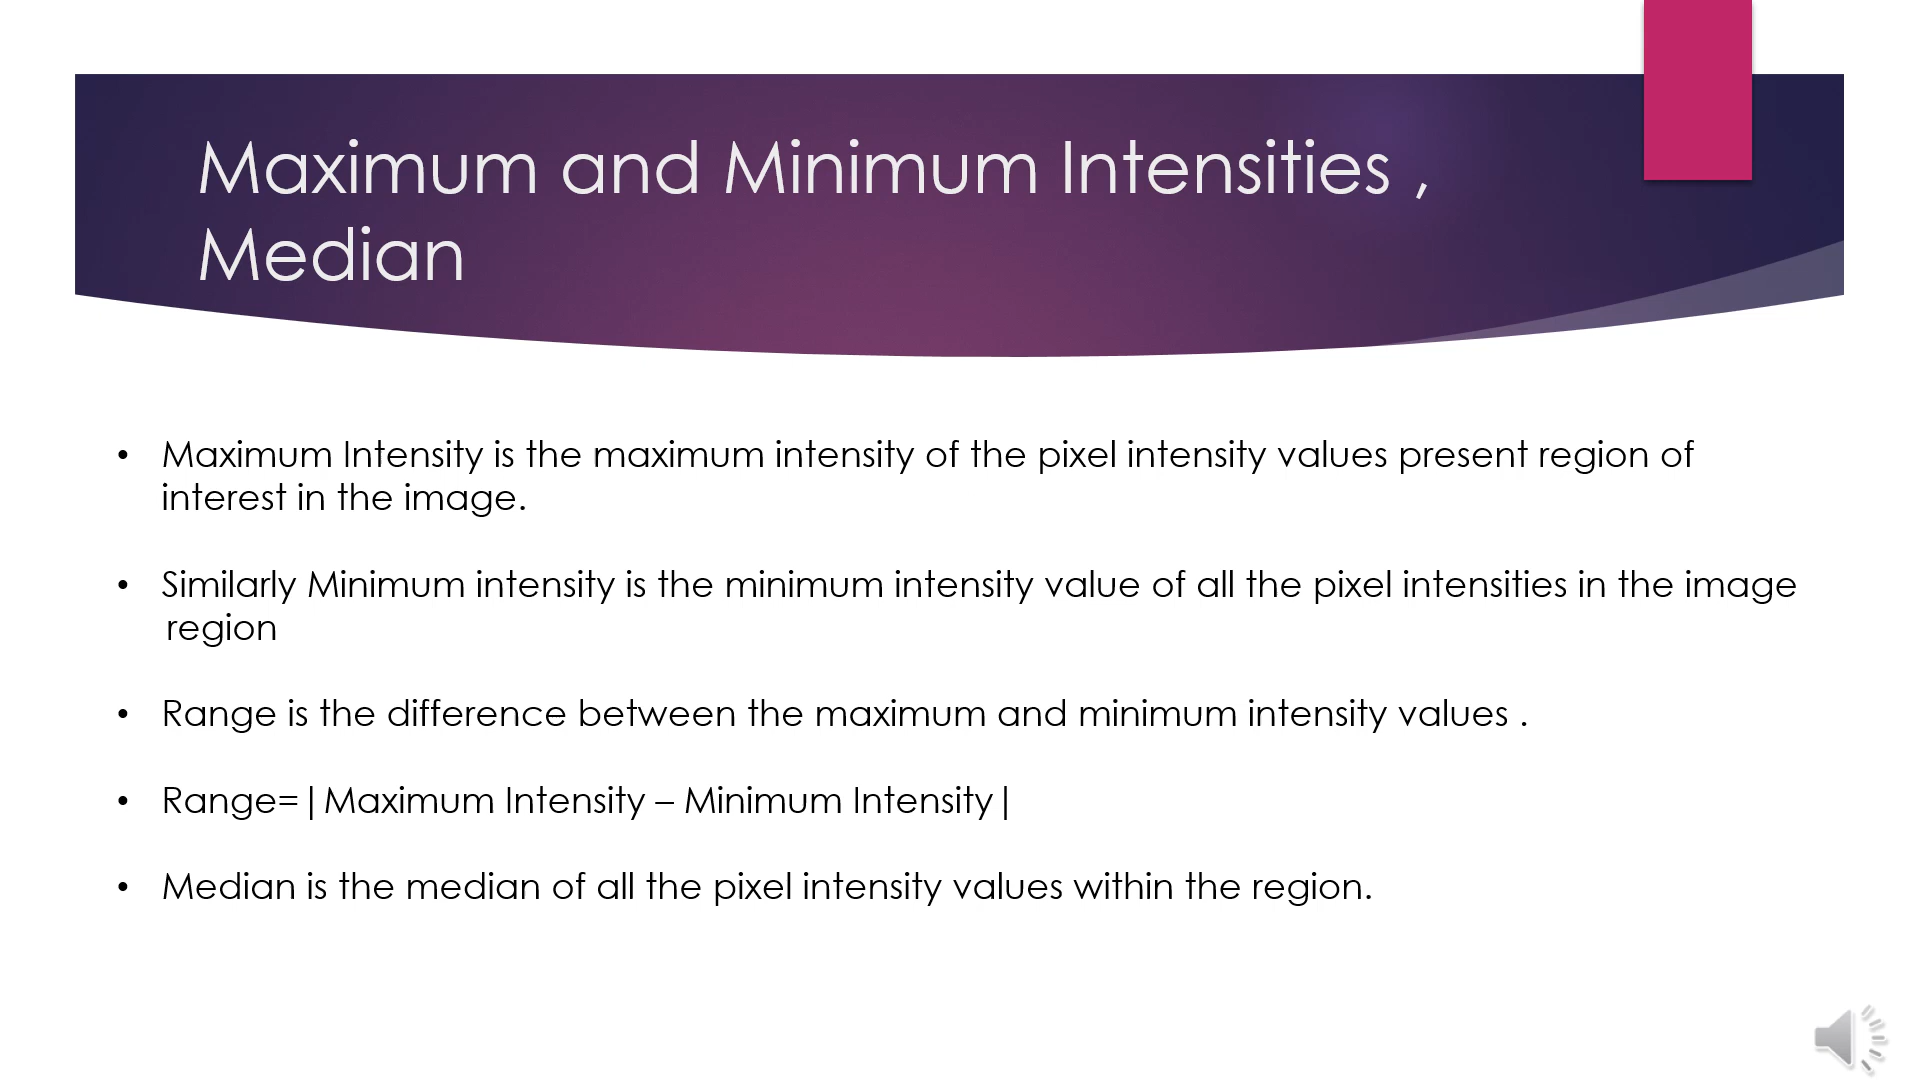 Maximum and Minimum Intensities ,
Median
• Maximum Intensity is the maximum intensity of the pixel intensity values present region of
interest in the image.
• Similarly Minimum intensity is the minimum intensity value of all the pixel intensities in the image
region
• Range is the difference between the maximum and minimum intensity values .
• Range=|Maximum Intensity – Minimum Intensity|
• Median is the median of all the pixel intensity values within the region.